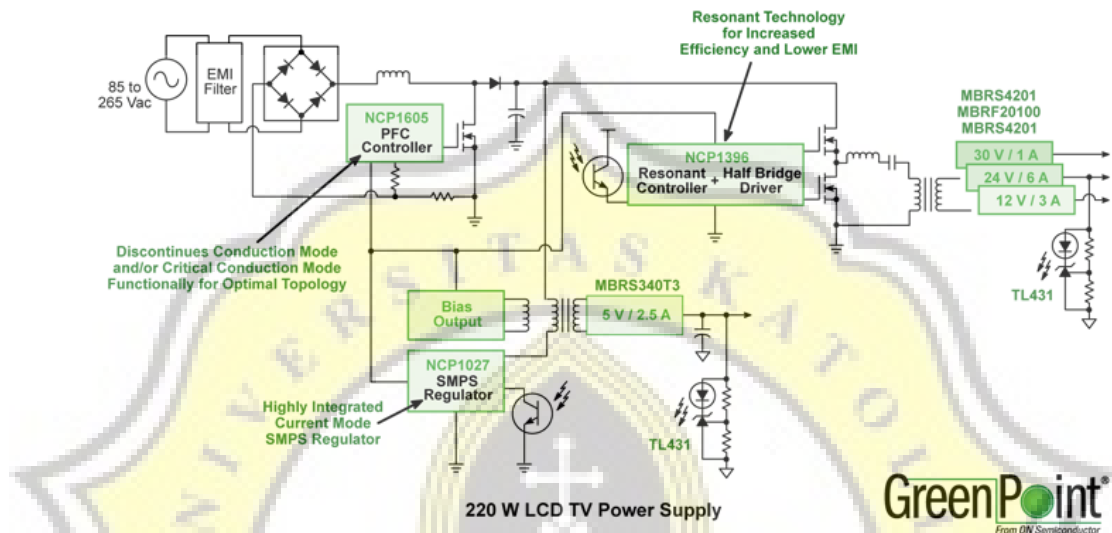 Resonant Technology
for Increased
Efficiency and Lower EMI
85 to
265 Vac
EMI
Filter
NCP1605
PFC
Controller
MBRS4201
MBRF20100
MBRS4201
30 V / 1 A
24 V / 6 A
12 V / 3 A
NCP1396
Resonant
Controller
+
Half Bridge
Driver
Discontinues Conduction Mode
and/or Critical Conduction Mode
Functionally for Optimal Topology
TL431
Bias
Output
MBRS340T3
5 V / 2.5 A
NCP1027
SMPS
Regulator
Highly Integrated
Current Mode
SMPS Regulator
TL431
220 W LCD TV Power Supply
GreenPoint®
From ON Semiconductor
UNIVERSITAS KATO